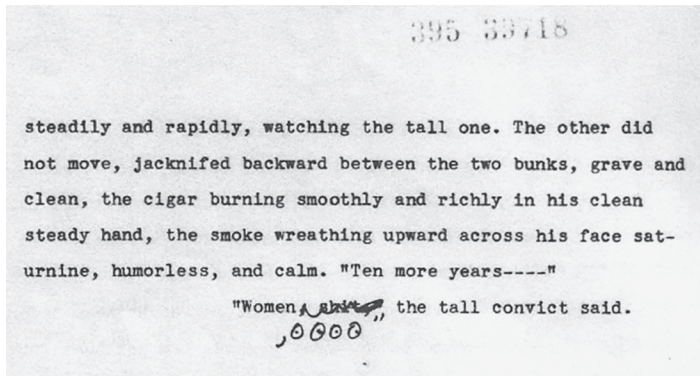 395 39718
steadily and rapidly, watching the tall one. The other did
not move, jacknifed backward between the two bunks, grave and
clean, the cigar burning smoothly and richly in his clean
steady hand, the smoke wreathing upward across his face sat-
urnine, humorless, and calm. "Ten more years----"
"Women, shit," the tall convict said.
,0000